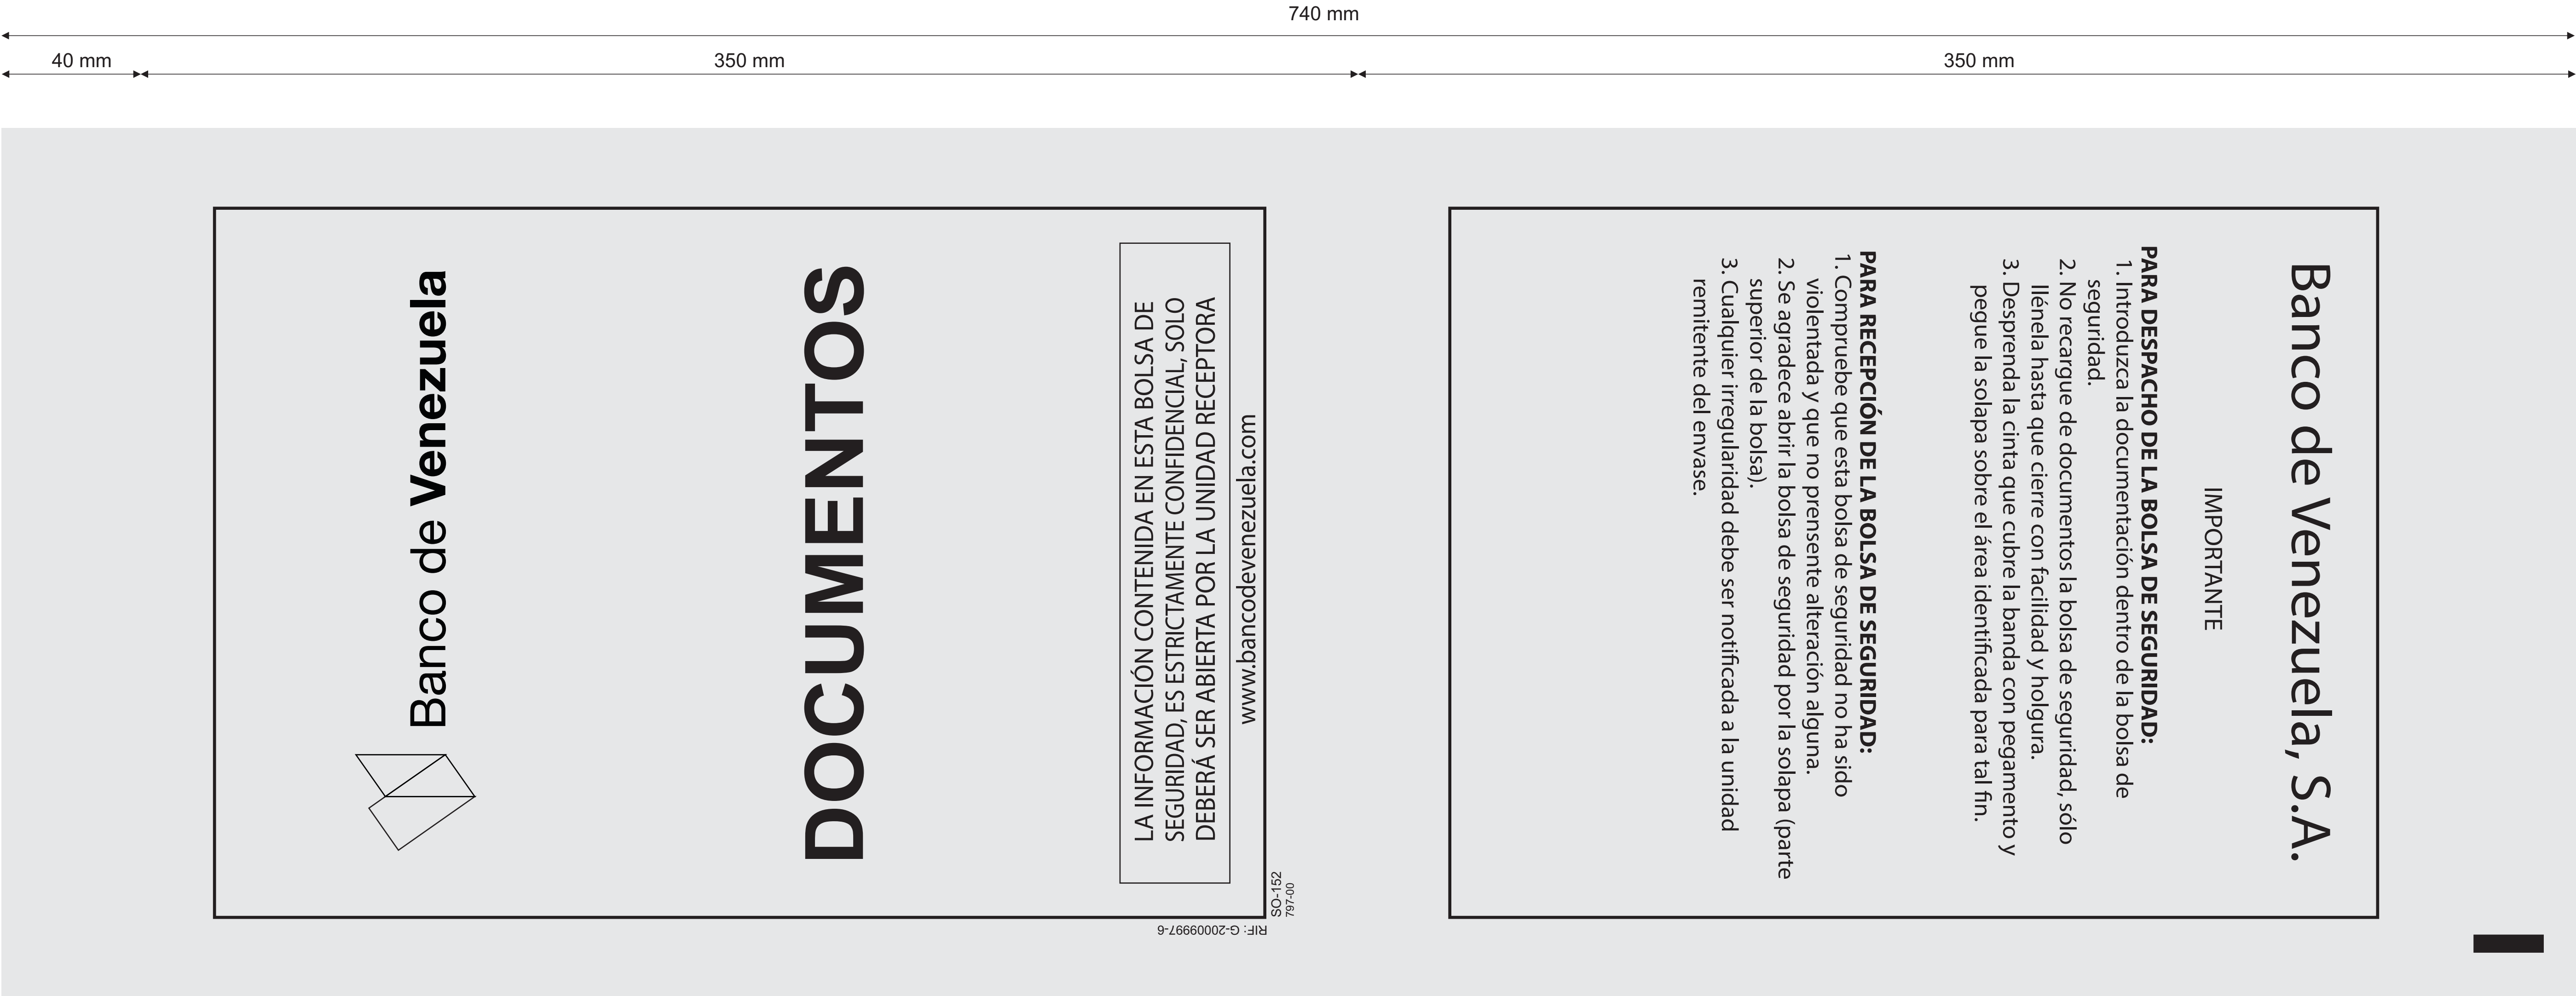 740 mm
40 mm
350 mm
350 mm
Banco de Venezuela
DOCUMENTOS
LA INFORMACIÓN CONTENIDA EN ESTA BOLSA DE
SEGURIDAD, ES ESTRICTAMENTE CONFIDENCIAL, SOLO
DEBERÁ SER ABIERTA POR LA UNIDAD RECEPTORA
www.bancodevenezuela.com
SO-152
797-00
RIF: G-20009997-6
Banco de Venezuela, S.A.
IMPORTANTE
PARA DESPACHO DE LA BOLSA DE SEGURIDAD:
1. Introduzca la documentación dentro de la bolsa de
seguridad.
2. No recargue de documentos la bolsa de seguridad, sólo
llénela hasta que cierre con facilidad y holgura.
3. Desprenda la cinta que cubre la banda con pegamento y
pegue la solapa sobre el área identificada para tal fin.
PARA RECEPCIÓN DE LA BOLSA DE SEGURIDAD:
1. Compruebe que esta bolsa de seguridad no ha sido
violentada y que no prensente alteración alguna.
2. Se agradece abrir la bolsa de seguridad por la solapa (parte
superior de la bolsa).
3. Cualquier irregularidad debe ser notificada a la unidad
remitente del envase.